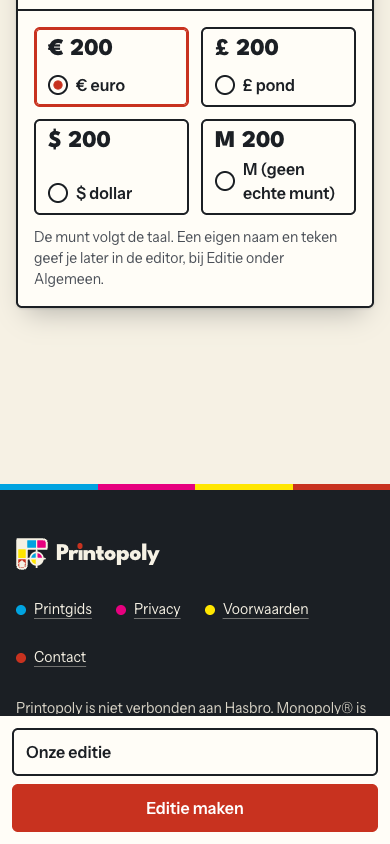 € 200
£ 200
€ euro
£ pond
$ 200
M 200
$ dollar
M (geen
echte munt)
De munt volgt de taal. Een eigen naam en teken
geef je later in de editor, bij Editie onder
Algemeen.
Printopoly
Printgids
Privacy
Voorwaarden
Contact
Printopoly is niet verbonden aan Hasbro. Monopoly® is
Onze editie
Editie maken